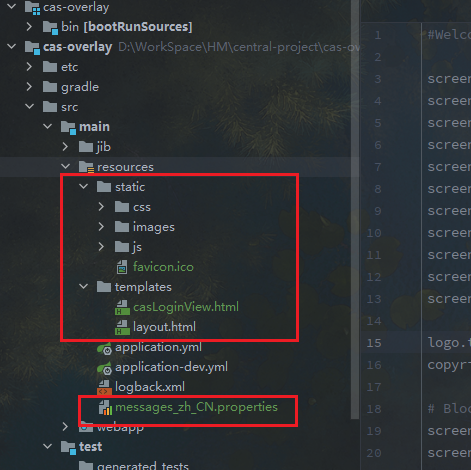 cas-overlay
bin [bootRunSources]
cas-overlay D:\WorkSpace\HM\central-project\cas-ov
etc
gradle
src
main
jib
resources
static
css
images
js
favicon.ico
templates
casLoginView.html
layout.html
application.yml
application-dev.yml
logback.xml
messages_zh_CN.properties
webapp
test
generated_tests
1 #Welco
2
3 screen
4 screen
5 screen
6 screen
7 screen
8 screen
9 screen
10 screen
11 screen
12 screen
13 screen
14
15 logo.t
16 copyri
17
18 # Bloc
19 screen
20 screen